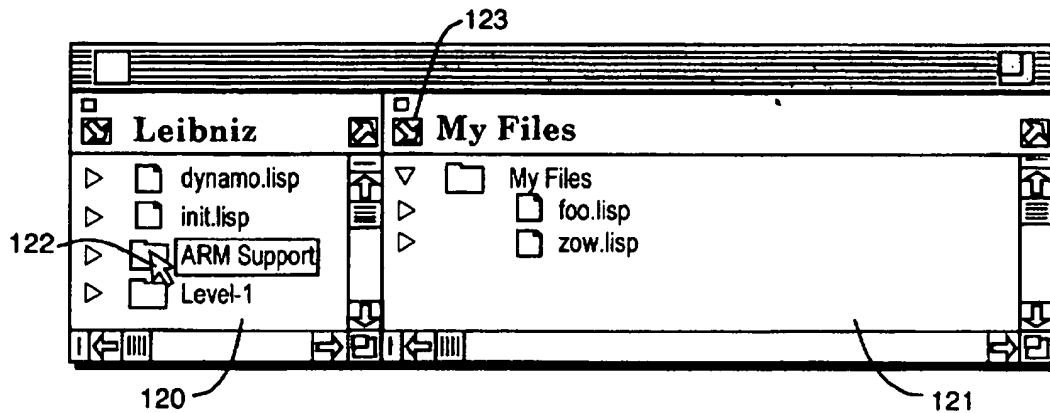 123
Leibniz
dynamo.lisp
init.lisp
122
ARM Support
Level-1
120
My Files
My Files
foo.lisp
zow.lisp
121